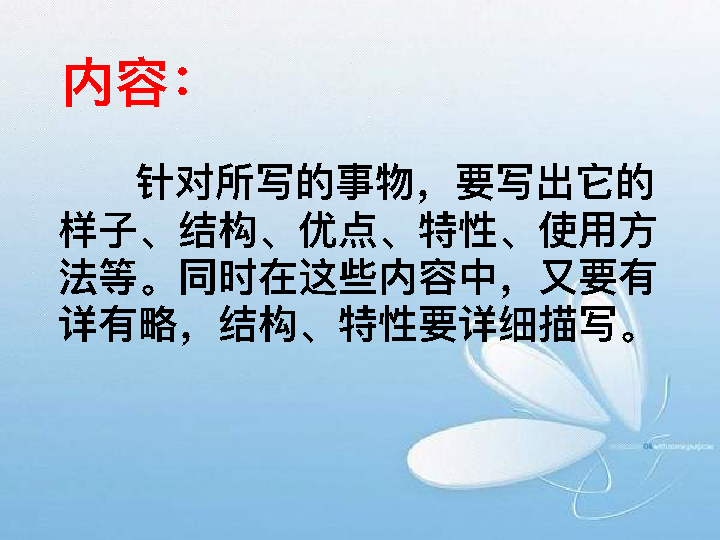 内容：
针对所写的事物，要写出它的
样子、结构、优点、特性、使用方
法等。同时在这些内容中，又要有
详有略，结构、特性要详细描写。